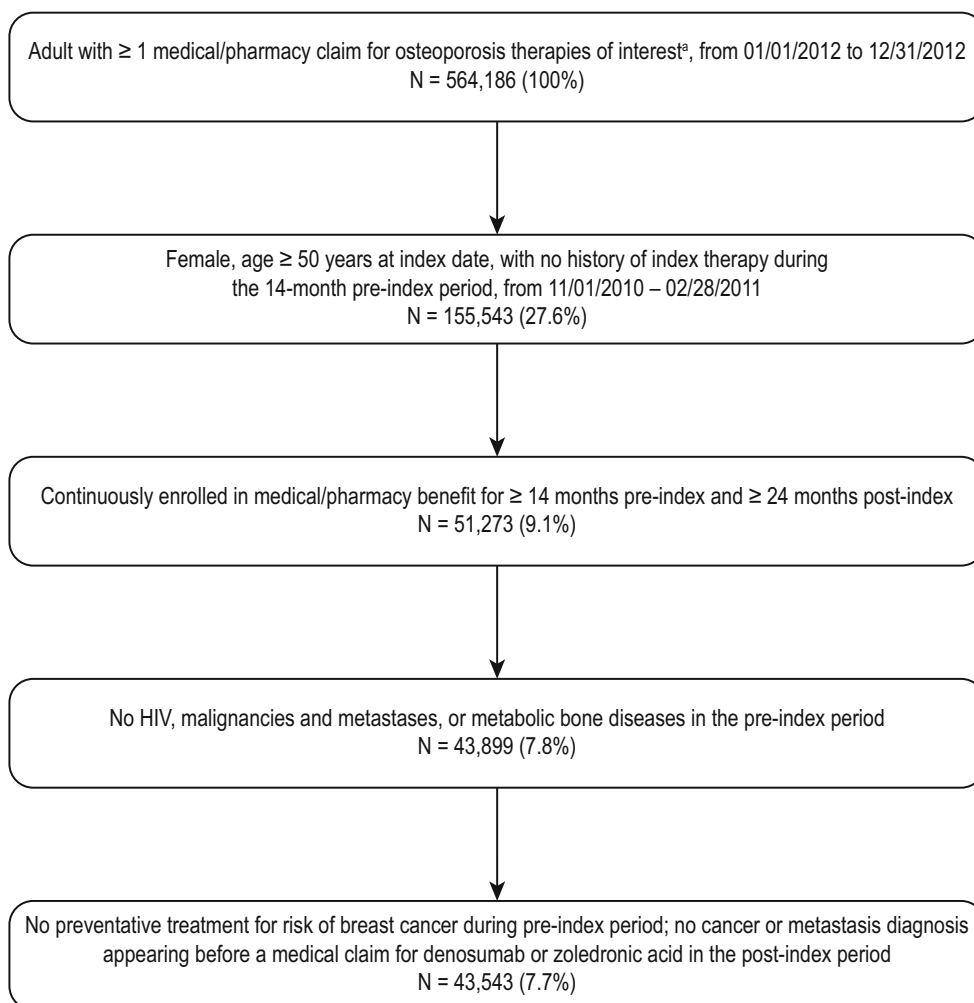 Adult with ≥ 1 medical/pharmacy claim for osteoporosis therapies of interestª, from 01/01/2012 to 12/31/2012
N = 564,186 (100%)
Female, age ≥ 50 years at index date, with no history of index therapy during
the 14-month pre-index period, from 11/01/2010 – 02/28/2011
N = 155,543 (27.6%)
Continuously enrolled in medical/pharmacy benefit for ≥ 14 months pre-index and ≥ 24 months post-index
N = 51,273 (9.1%)
No HIV, malignancies and metastases, or metabolic bone diseases in the pre-index period
N = 43,899 (7.8%)
No preventative treatment for risk of breast cancer during pre-index period; no cancer or metastasis diagnosis
appearing before a medical claim for denosumab or zoledronic acid in the post-index period
N = 43,543 (7.7%)